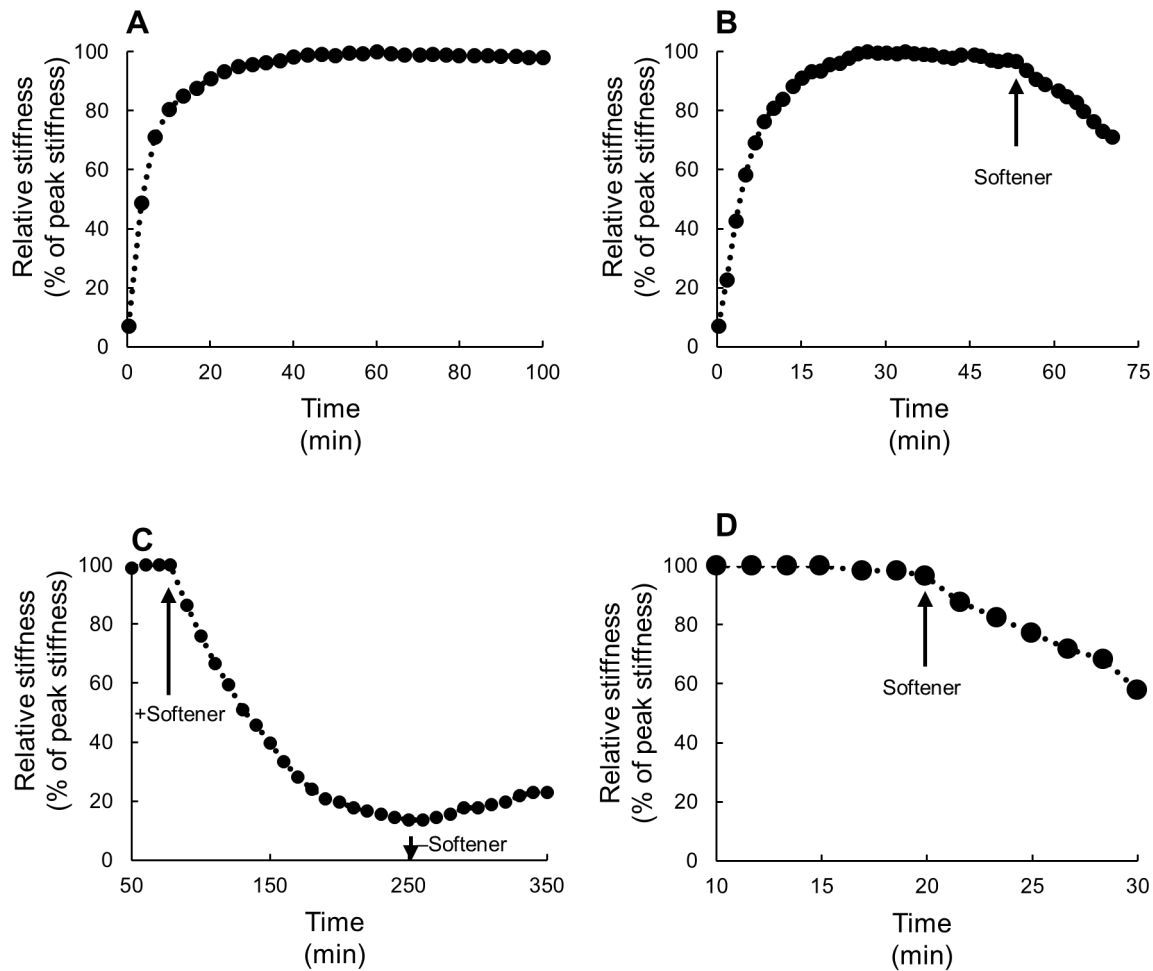 A
Relative stiffness
(% of peak stiffness)
100
80
60
40
20
0
0 20 40 60 80 100
Time
(min)
B
Relative stiffness
(% of peak stiffness)
100
80
60
40
20
0
Softener
0 15 30 45 60 75
Time
(min)
C
Relative stiffness
(% of peak stiffness)
100
80
60
40
20
0
+Softener
–Softener
50 150 250 350
Time
(min)
D
Relative stiffness
(% of peak stiffness)
100
80
60
40
20
0
Softener
10 15 20 25 30
Time
(min)